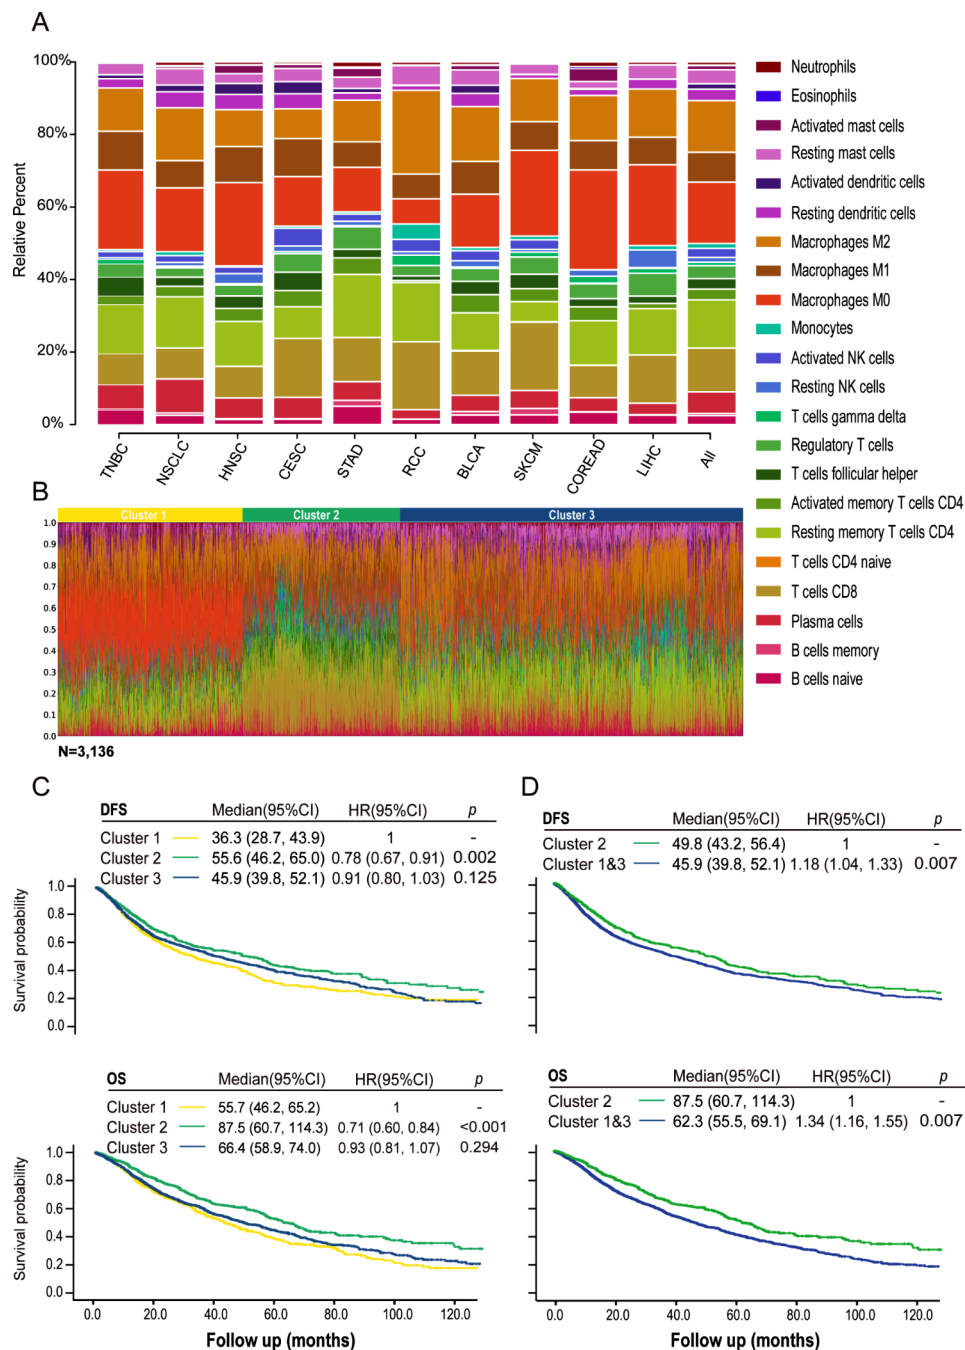 A
100%
80%
60%
40%
20%
0%
Relative Percent
TNBC
NSCLC
HNSC
CESC
STAD
RCC
BLCA
SKCM
COREAD
LIHC
All
Neutrophils
Eosinophils
Activated mast cells
Resting mast cells
Activated dendritic cells
Resting dendritic cells
Macrophages M2
Macrophages M1
Macrophages M0
Monocytes
Activated NK cells
Resting NK cells
T cells gamma delta
Regulatory T cells
T cells follicular helper
Activated memory T cells CD4
Resting memory T cells CD4
T cells CD4 naive
T cells CD8
Plasma cells
B cells memory
B cells naive
B
Cluster 1 Cluster 2 Cluster 3
1.0
0.9
0.8
0.7
0.6
0.5
0.4
0.3
0.2
0.1
0.0
N=3,136
C
DFS Median(95%CI) HR(95%CI) p
Cluster 1 36.3 (28.7, 43.9) 1 -
Cluster 2 55.6 (46.2, 65.0) 0.78 (0.67, 0.91) 0.002
Cluster 3 45.9 (39.8, 52.1) 0.91 (0.80, 1.03) 0.125
Survival probability
1.0
0.8
0.6
0.4
0.2
0.0
OS Median(95%CI) HR(95%CI) p
Cluster 1 55.7 (46.2, 65.2) 1 -
Cluster 2 87.5 (60.7, 114.3) 0.71 (0.60, 0.84) <0.001
Cluster 3 66.4 (58.9, 74.0) 0.93 (0.81, 1.07) 0.294
Survival probability
1.0
0.8
0.6
0.4
0.2
0.0
0.0 20.0 40.0 60.0 80.0 100.0 120.0
Follow up (months)
D
DFS Median(95%CI) HR(95%CI) p
Cluster 2 49.8 (43.2, 56.4) 1 -
Cluster 1&3 45.9 (39.8, 52.1) 1.18 (1.04, 1.33) 0.007
OS Median(95%CI) HR(95%CI) p
Cluster 2 87.5 (60.7, 114.3) 1 -
Cluster 1&3 62.3 (55.5, 69.1) 1.34 (1.16, 1.55) 0.007
0.0 20.0 40.0 60.0 80.0 100.0 120.0
Follow up (months)